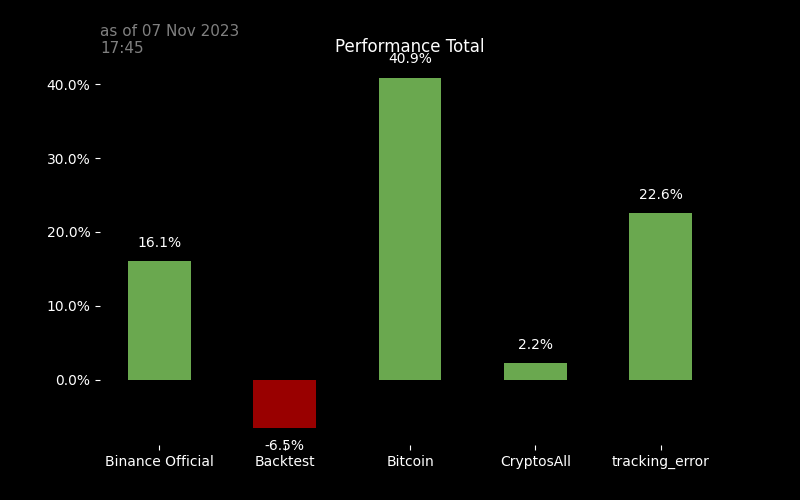 as of 07 Nov 2023
17:45
Performance Total
40.9%
40.0%
30.0%
22.6%
20.0%
16.1%
10.0%
2.2%
0.0%
-6.5%
Binance Official
Backtest
Bitcoin
CryptosAll
tracking_error